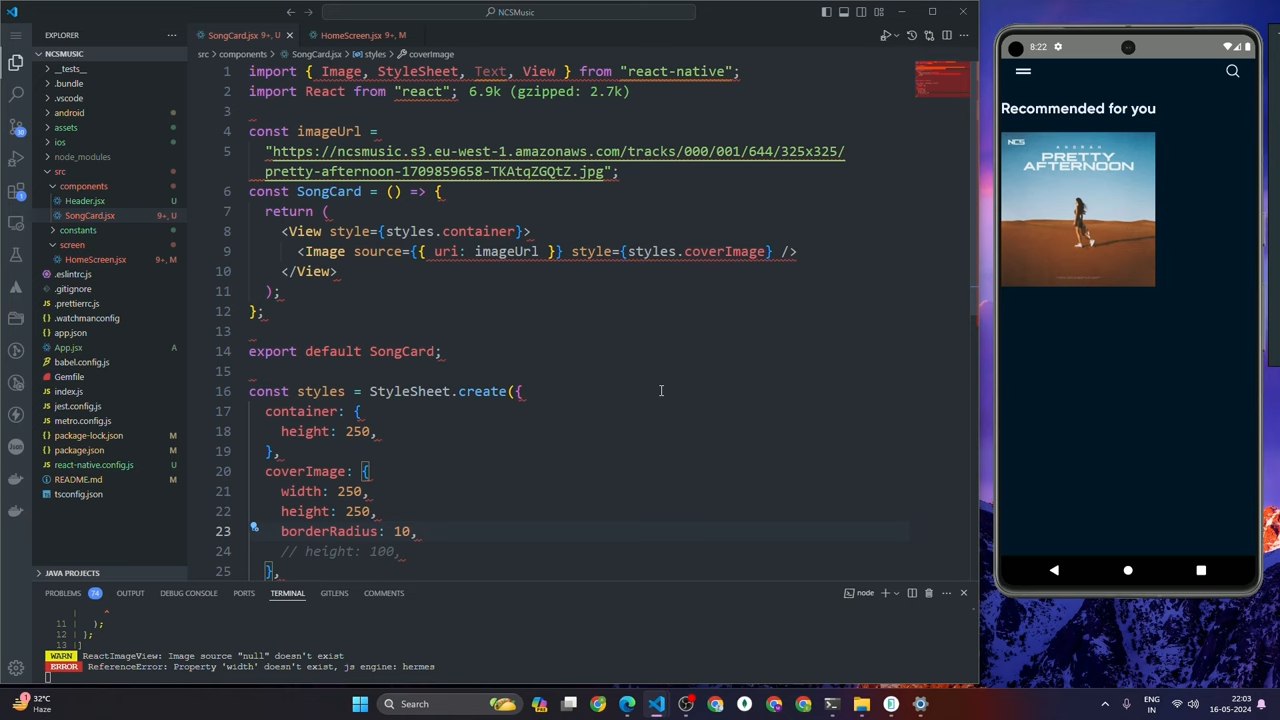 NCSMusic
EXPLORER
SongCard.jsx 9+, U
HomeScreen.jsx 9+, M
NCSMUSIC
src > components > SongCard.jsx > styles > coverImage
__tests__
.bundle
.vscode
android
assets
ios
node_modules
src
components
Header.jsx U
SongCard.jsx 9+, U
constants
screen
HomeScreen.jsx 9+, M
.eslintrc.js
.gitignore
.prettierrc.js
.watchmanconfig
app.json
App.jsx A
babel.config.js
Gemfile
index.js
jest.config.js
metro.config.js
package-lock.json M
package.json M
react-native.config.js U
README.md M
tsconfig.json
JAVA PROJECTS
1 import { Image, StyleSheet, Text, View } from "react-native";
2 import React from "react"; 6.9k (gzipped: 2.7k)
3
4 const imageUrl =
5 "https://ncsmusic.s3.eu-west-1.amazonaws.com/tracks/000/001/644/325x325/
pretty-afternoon-1709859658-TKAtqZGQtZ.jpg";
6 const SongCard = () => {
7 return (
8 <View style={styles.container}>
9 <Image source={{ uri: imageUrl }} style={styles.coverImage} />
10 </View>
11 );
12 };
13
14 export default SongCard;
15
16 const styles = StyleSheet.create({
17 container: {
18 height: 250,
19 },
20 coverImage: {
21 width: 250,
22 height: 250,
23 borderRadius: 10,
24 // height: 100,
25 },
PROBLEMS 74 OUTPUT DEBUG CONSOLE PORTS TERMINAL GITLENS COMMENTS
node
11 | );
12 | };
13 |
WARN ReactImageView: Image source "null" doesn't exist
ERROR ReferenceError: Property 'width' doesn't exist, js engine: hermes
8:22
Recommended for you
NCS
PRETTY
AFTERNOON
32°C
Haze
Search
ENG
IN
22:03
16-05-2024